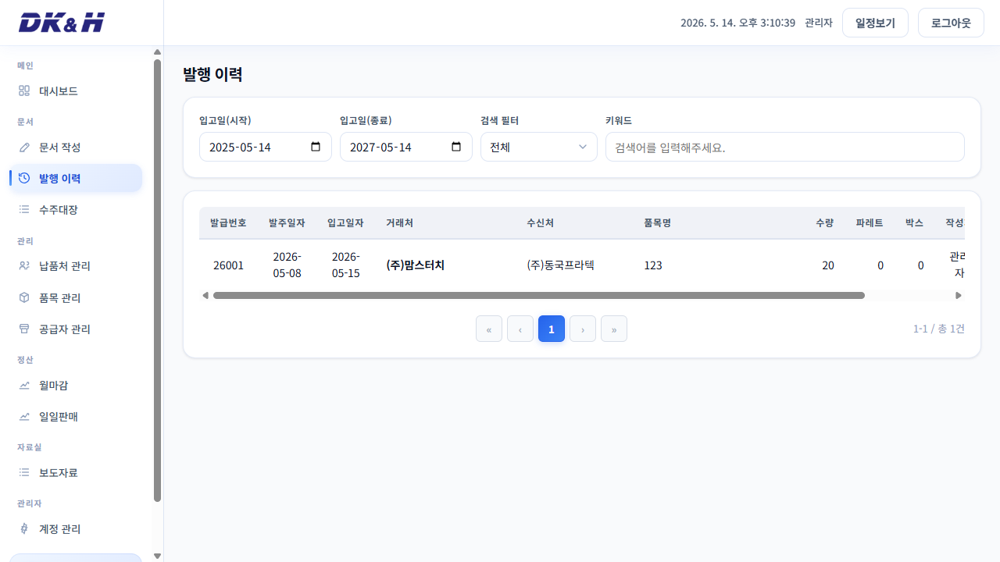 DK&H
2026. 5. 14. 오후 3:10:39 관리자 일정보기 로그아웃
메인
대시보드
문서
문서 작성
발행 이력
수주대장
관리
납품처 관리
품목 관리
공급자 관리
정산
월마감
일일판매
자료실
보도자료
관리자
계정 관리
발행 이력
입고일(시작) 입고일(종료) 검색 필터 키워드
2025-05-14 2027-05-14 전체 검색어를 입력해주세요.
발급번호 발주일자 입고일자 거래처 수신처 품목명 수량 파레트 박스 작성
26001 2026-05-08 2026-05-15 (주)맘스터치 (주)동국프라텍 123 20 0 0 관리자
« ‹ 1 › » 1-1 / 총 1건